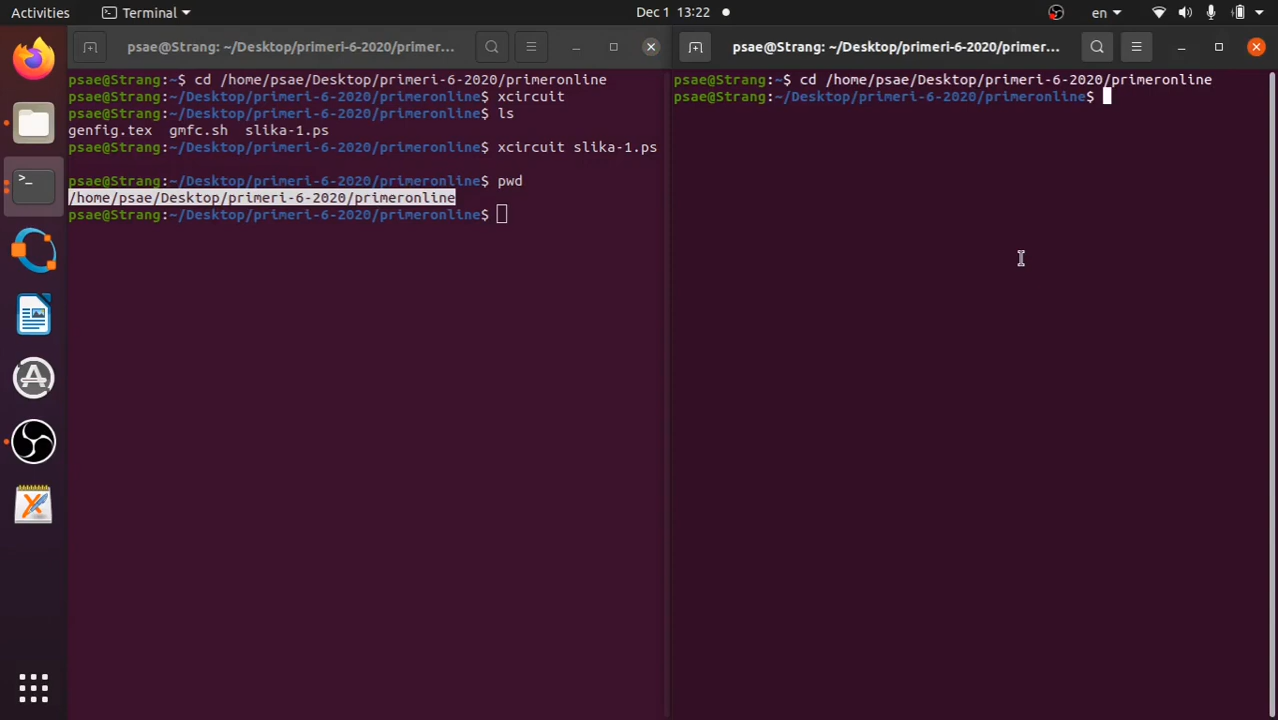 Activities
Terminal
Dec 1 13:22
en
psae@Strang: ~/Desktop/primeri-6-2020/primer...
psae@Strang:~$ cd /home/psae/Desktop/primeri-6-2020/primeronline
psae@Strang:~/Desktop/primeri-6-2020/primeronline$ xcircuit
psae@Strang:~/Desktop/primeri-6-2020/primeronline$ ls
genfig.tex gmfc.sh slika-1.ps
psae@Strang:~/Desktop/primeri-6-2020/primeronline$ xcircuit slika-1.ps
psae@Strang:~/Desktop/primeri-6-2020/primeronline$ pwd
/home/psae/Desktop/primeri-6-2020/primeronline
psae@Strang:~/Desktop/primeri-6-2020/primeronline$
psae@Strang: ~/Desktop/primeri-6-2020/primer...
psae@Strang:~$ cd /home/psae/Desktop/primeri-6-2020/primeronline
psae@Strang:~/Desktop/primeri-6-2020/primeronline$